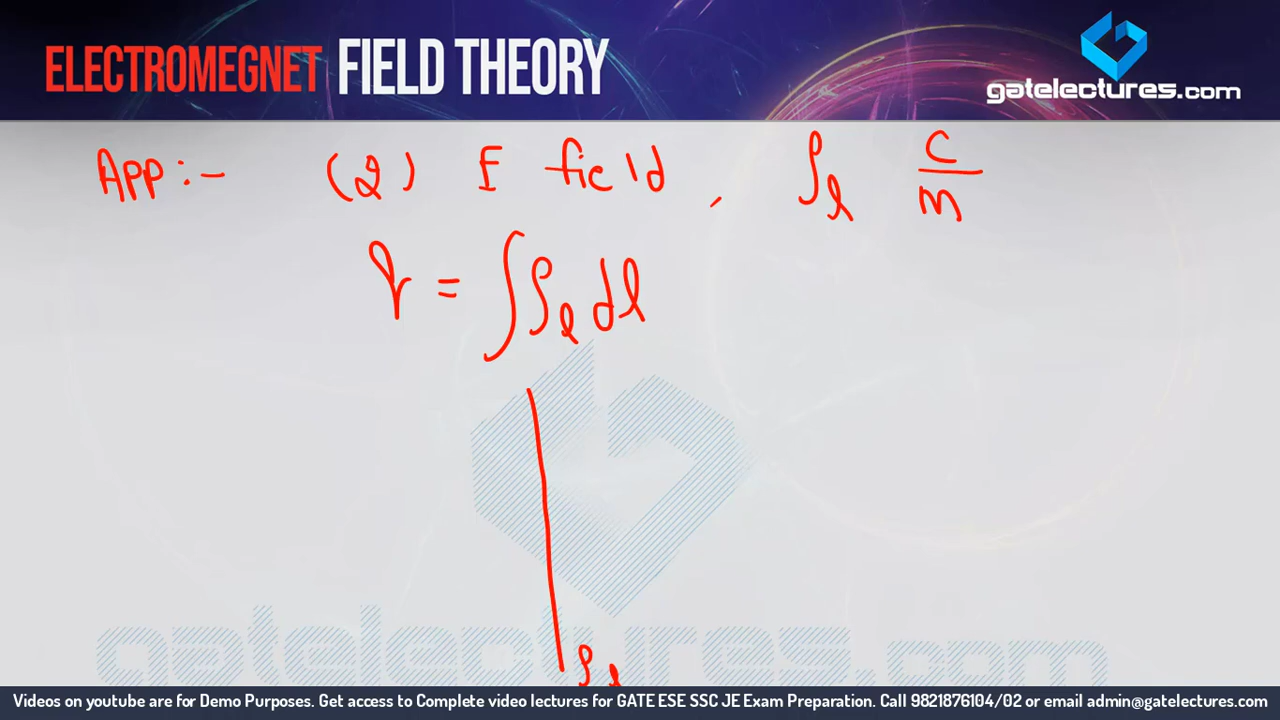 ELECTROMEGNET FIELD THEORY
gatelectures.com
App:- (2) E field, ρl C/m
q = ∫ρl dl
ρl
gatelectures.com
Videos on youtube are for Demo Purposes. Get access to Complete video lectures for GATE ESE SSC JE Exam Preparation. Call 9821876104/02 or email admin@gatelectures.com